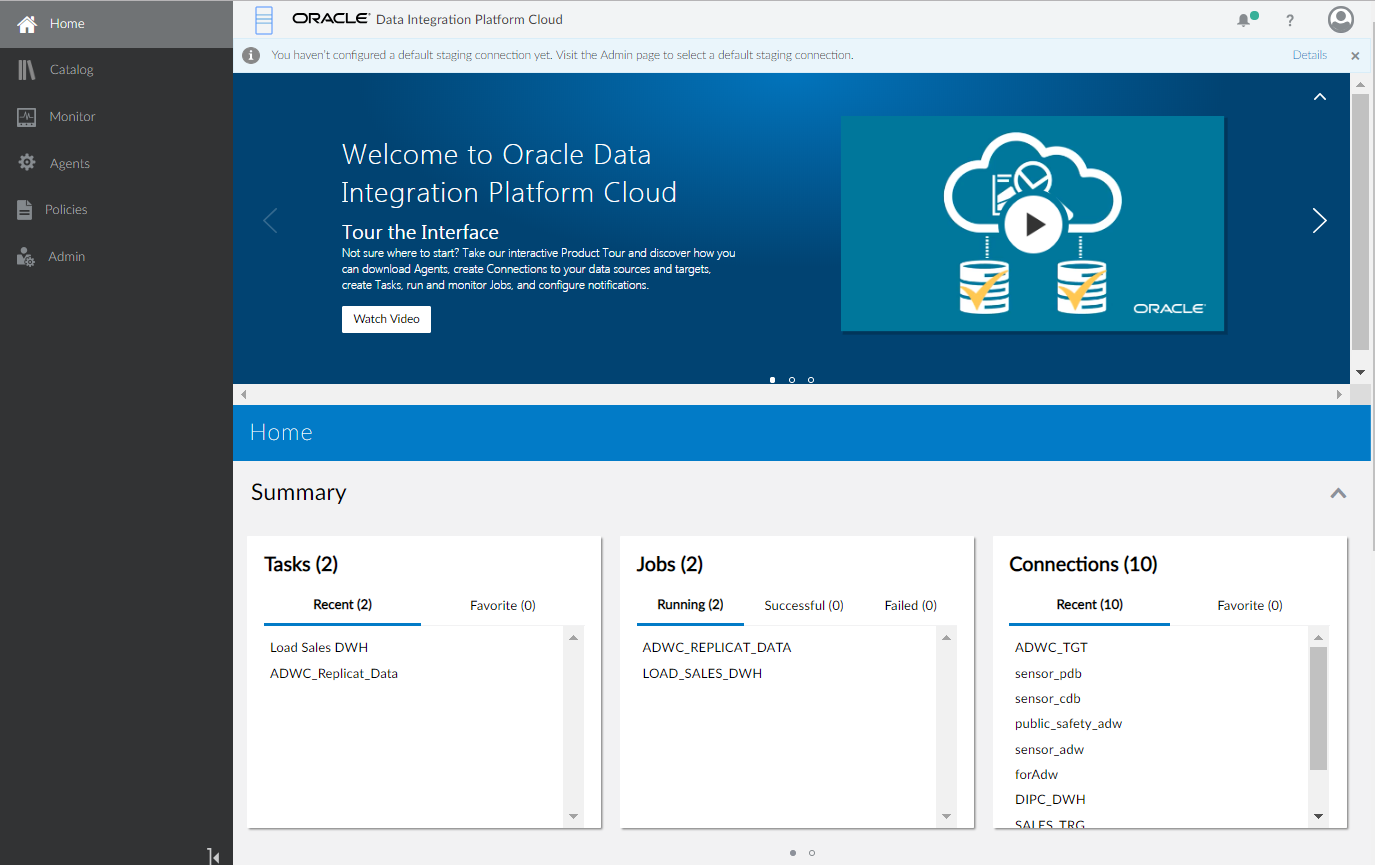 Home
Catalog
Monitor
Agents
Policies
Admin
ORACLE® Data Integration Platform Cloud
?
You haven't configured a default staging connection yet. Visit the Admin page to select a default staging connection.
Details
Welcome to Oracle Data
Integration Platform Cloud
Tour the Interface
Not sure where to start? Take our interactive Product Tour and discover how you
can download Agents, create Connections to your data sources and targets,
create Tasks, run and monitor Jobs, and configure notifications.
Watch Video
ORACLE®
Home
Summary
Tasks (2)
Recent (2)
Favorite (0)
Load Sales DWH
ADWC_Replicat_Data
Jobs (2)
Running (2)
Successful (0)
Failed (0)
ADWC_REPLICAT_DATA
LOAD_SALES_DWH
Connections (10)
Recent (10)
Favorite (0)
ADWC_TGT
sensor_pdb
sensor_cdb
public_safety_adw
sensor_adw
forAdw
DIPC_DWH
SALES_TRG